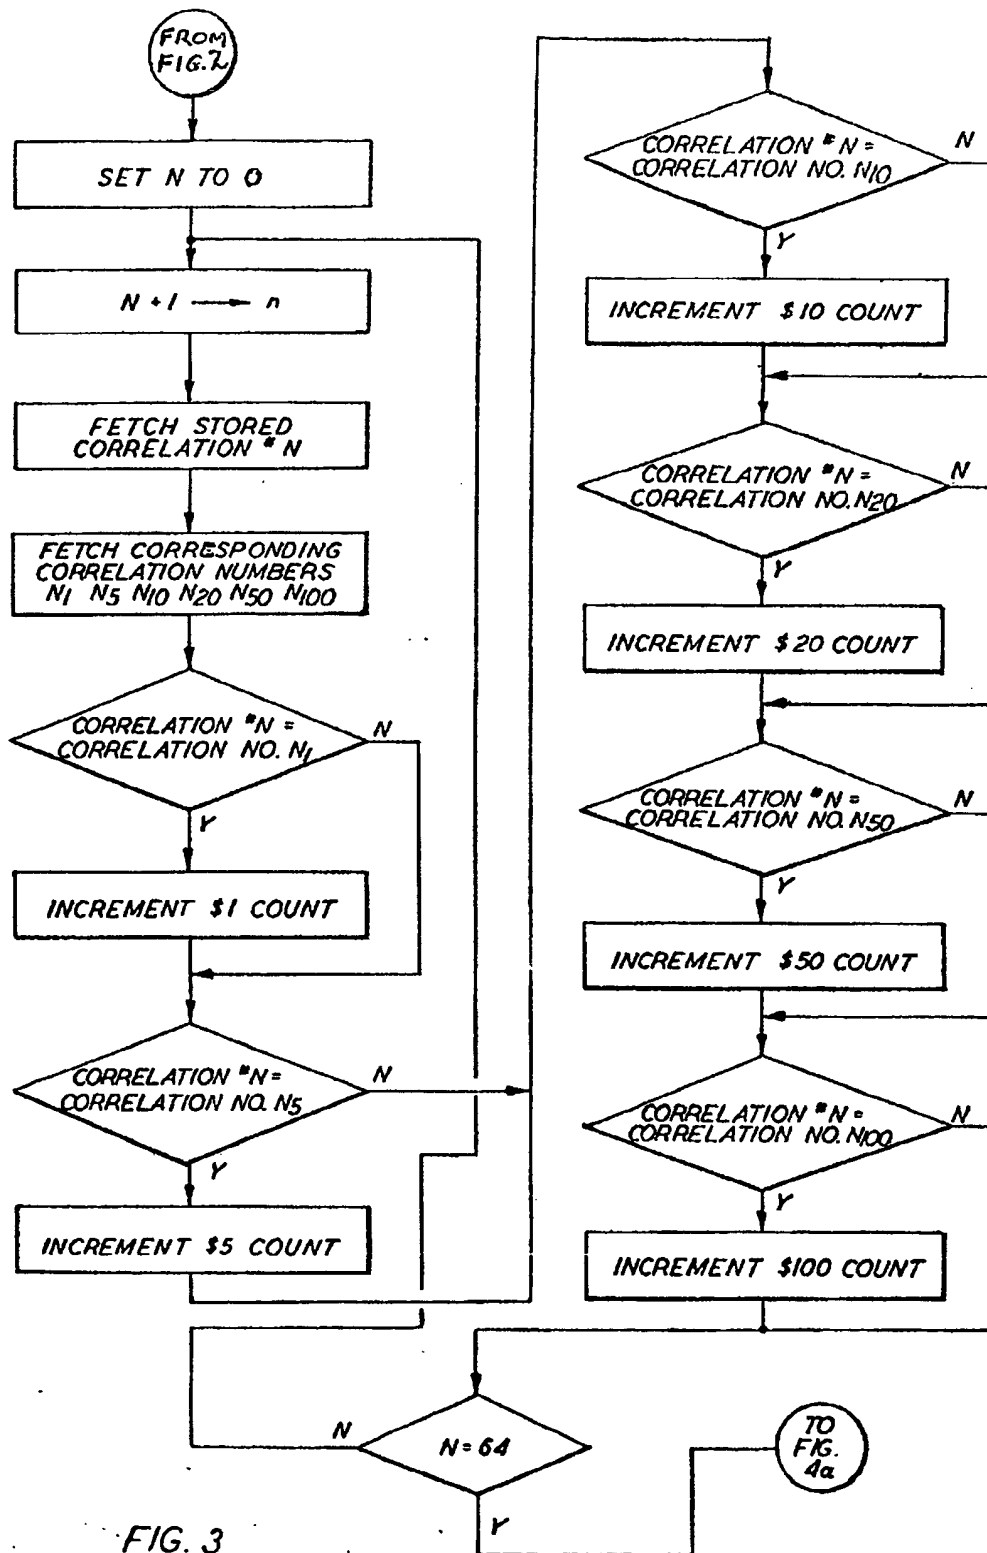 FROM
FIG. 2
SET N TO 0
N + 1 ⟶ n
FETCH STORED
CORRELATION # N
FETCH CORRESPONDING
CORRELATION NUMBERS
N1 N5 N10 N20 N50 N100
CORRELATION #N =
CORRELATION NO. N1
N
Y
INCREMENT $1 COUNT
CORRELATION #N =
CORRELATION NO. N5
N
Y
INCREMENT $5 COUNT
CORRELATION #N =
CORRELATION NO. N10
N
Y
INCREMENT $10 COUNT
CORRELATION #N =
CORRELATION NO. N20
N
Y
INCREMENT $20 COUNT
CORRELATION #N =
CORRELATION NO. N50
N
Y
INCREMENT $50 COUNT
CORRELATION #N =
CORRELATION NO. N100
N
Y
INCREMENT $100 COUNT
N = 64
N
Y
TO
FIG.
4a
FIG. 3